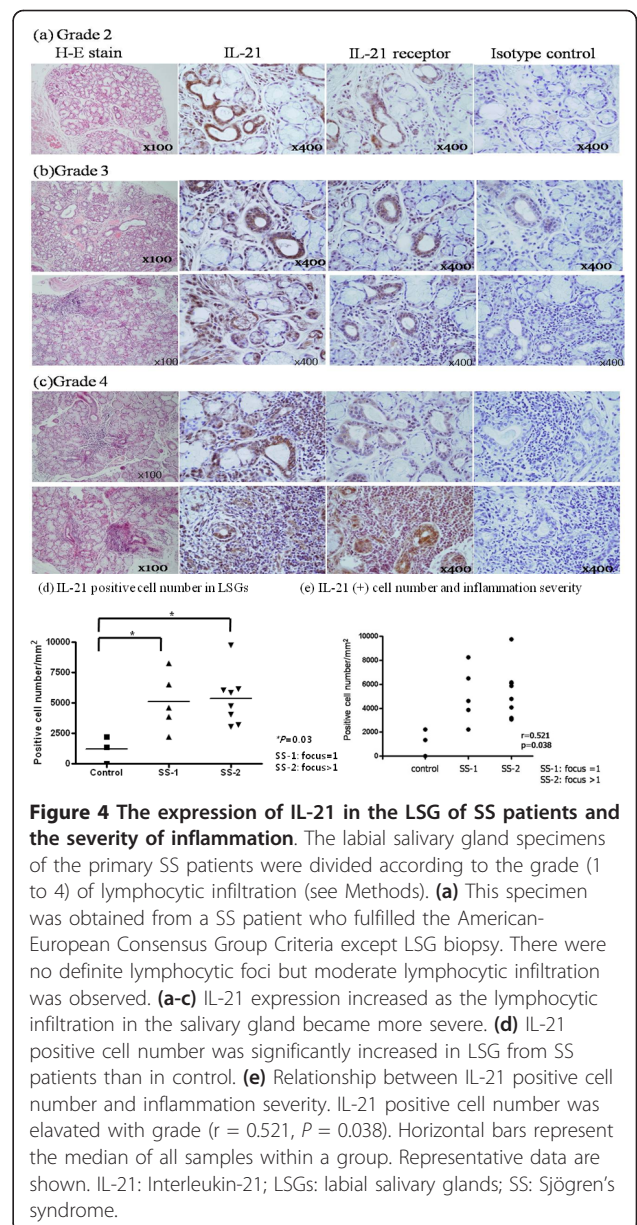 (a) Grade 2
H-E stain IL-21 IL-21 receptor Isotype control
x100 x400 x400 x400
(b) Grade 3
x100 x400 x400 x400
x100 x400 x400 x400
(c) Grade 4
x100 x400 x400 x400
x100 x400 x400 x400
(d) IL-21 positive cell number in LSGs (e) IL-21 (+) cell number and inflammation severity
Positive cell number/mm²
10000
7500
5000
2500
0
* *
Control SS-1 SS-2
*P=0.03
SS-1: focus=1
SS-2: focus>1
Positive cell number/mm²
10000
8000
6000
4000
2000
0
control SS-1 SS-2
r=0.521
p=0.038
SS-1: focus =1
SS-2: focus >1
Figure 4 The expression of IL-21 in the LSG of SS patients and
the severity of inflammation. The labial salivary gland specimens
of the primary SS patients were divided according to the grade (1
to 4) of lymphocytic infiltration (see Methods). (a) This specimen
was obtained from a SS patient who fulfilled the American-
European Consensus Group Criteria except LSG biopsy. There were
no definite lymphocytic foci but moderate lymphocytic infiltration
was observed. (a-c) IL-21 expression increased as the lymphocytic
infiltration in the salivary gland became more severe. (d) IL-21
positive cell number was significantly increased in LSG from SS
patients than in control. (e) Relationship between IL-21 positive cell
number and inflammation severity. IL-21 positive cell number was
elavated with grade (r = 0.521, P = 0.038). Horizontal bars represent
the median of all samples within a group. Representative data are
shown. IL-21: Interleukin-21; LSGs: labial salivary glands; SS: Sjögren's
syndrome.